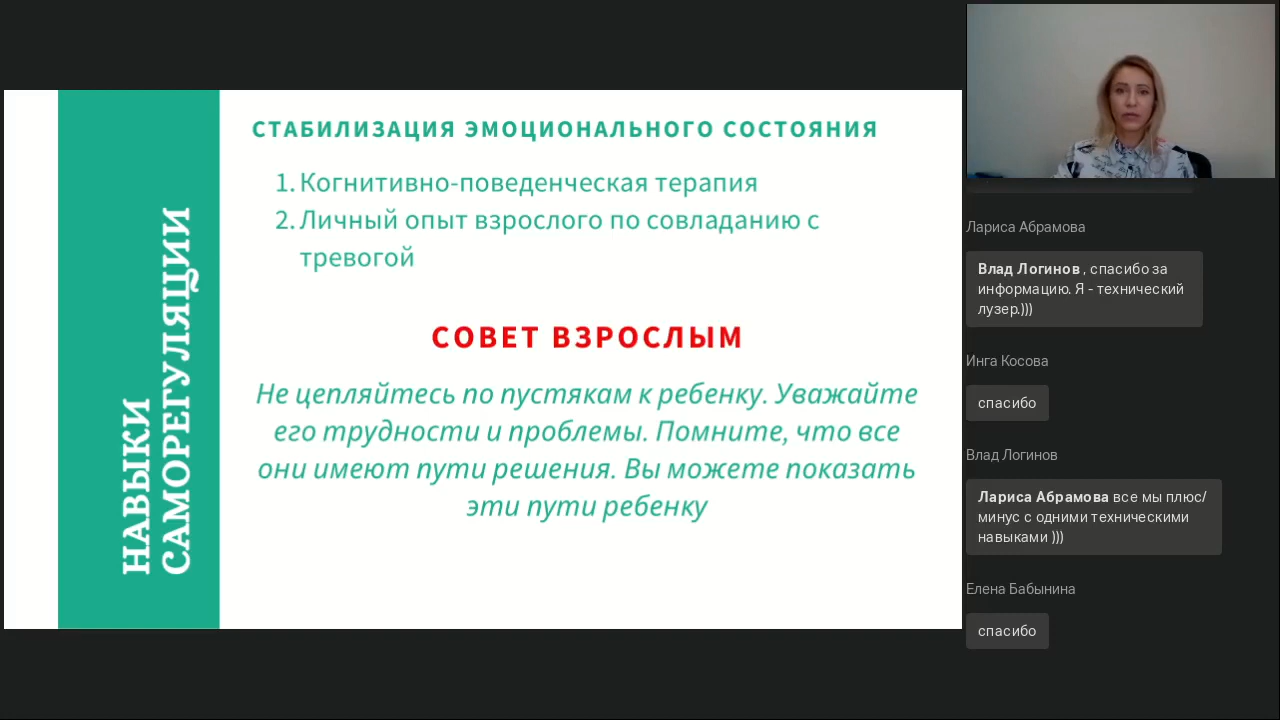 НАВЫКИ
САМОРЕГУЛЯЦИИ
СТАБИЛИЗАЦИЯ ЭМОЦИОНАЛЬНОГО СОСТОЯНИЯ
1. Когнитивно-поведенческая терапия
2. Личный опыт взрослого по совладанию с
тревогой
СОВЕТ ВЗРОСЛЫМ
Не цепляйтесь по пустякам к ребенку. Уважайте
его трудности и проблемы. Помните, что все
они имеют пути решения. Вы можете показать
эти пути ребенку
Лариса Абрамова
Влад Логинов , спасибо за
информацию. Я - технический
лузер.)))
Инга Косова
спасибо
Влад Логинов
Лариса Абрамова все мы плюс/
минус с одними техническими
навыками )))
Елена Бабынина
спасибо